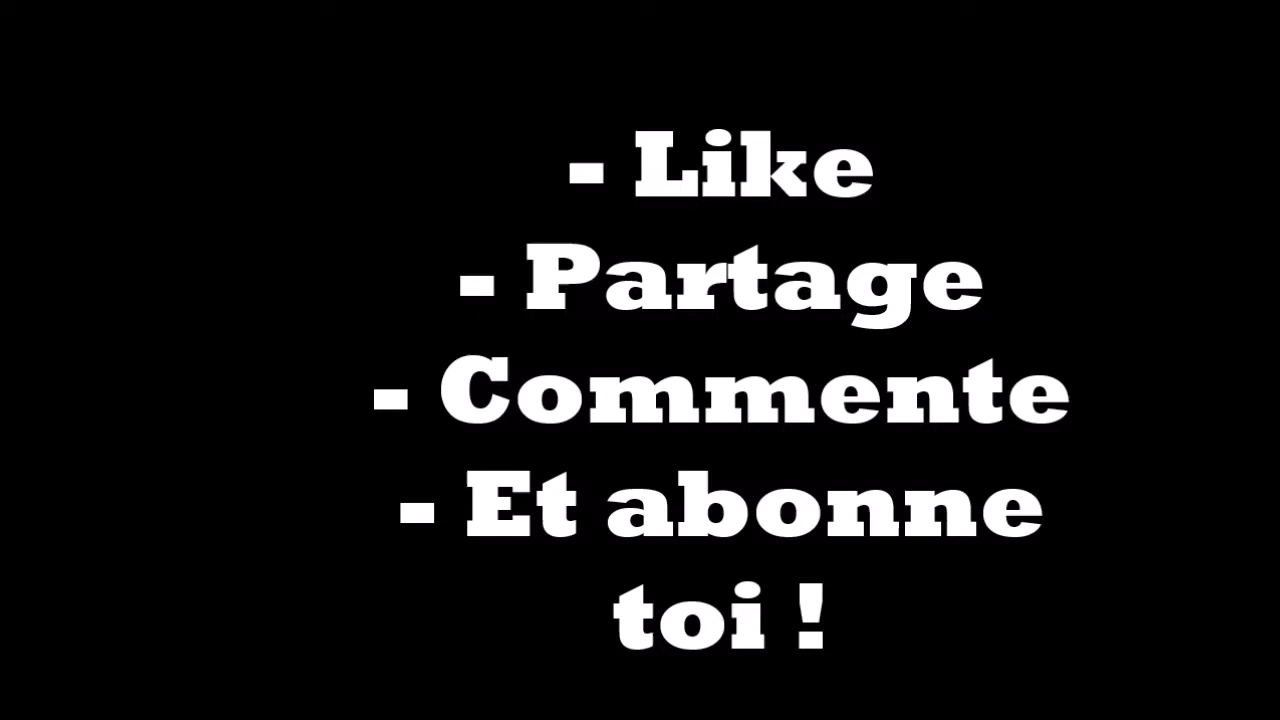 - Like
- Partage
- Commente
- Et abonne
toi !